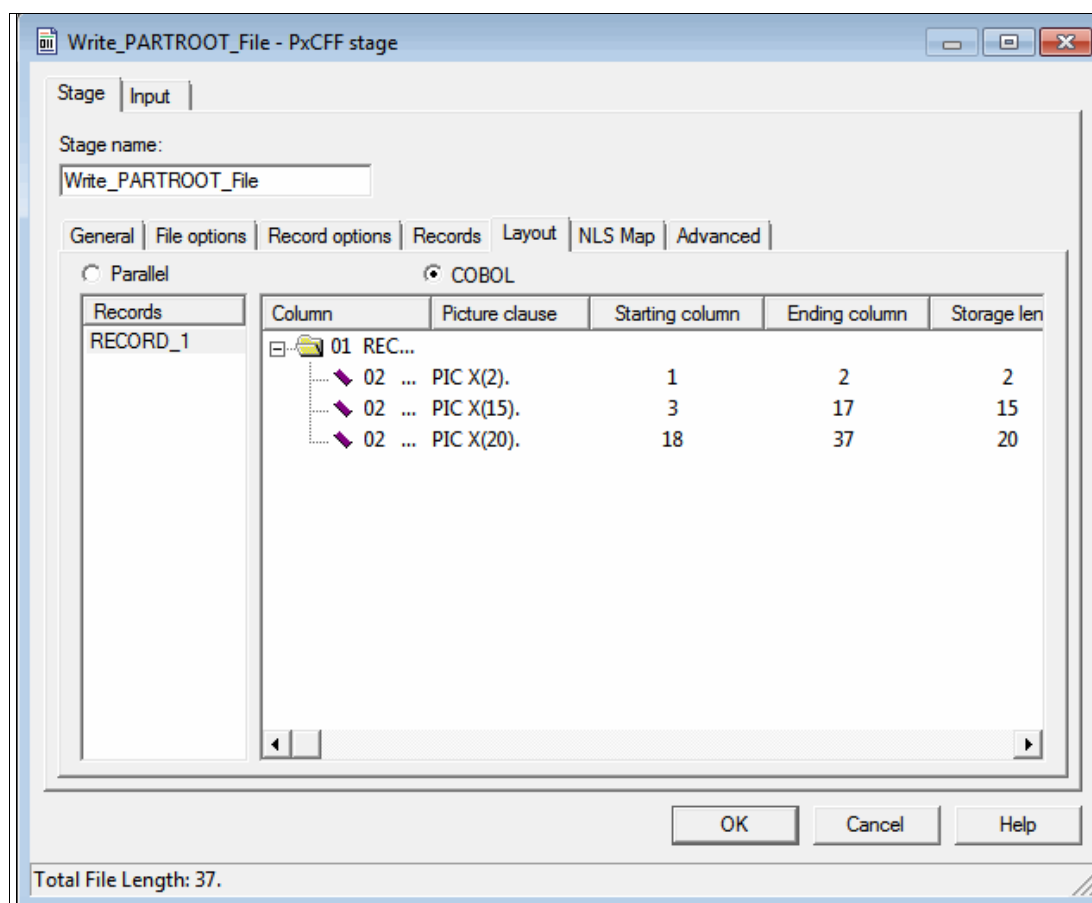 Write_PARTROOT_File - PxCFF stage
Stage Input
Stage name:
Write_PARTROOT_File
General File options Record options Records Layout NLS Map Advanced
Parallel COBOL
Records Column Picture clause Starting column Ending column Storage len
RECORD_1
01 REC...
02 ... PIC X(2). 1 2 2
02 ... PIC X(15). 3 17 15
02 ... PIC X(20). 18 37 20
OK Cancel Help
Total File Length: 37.